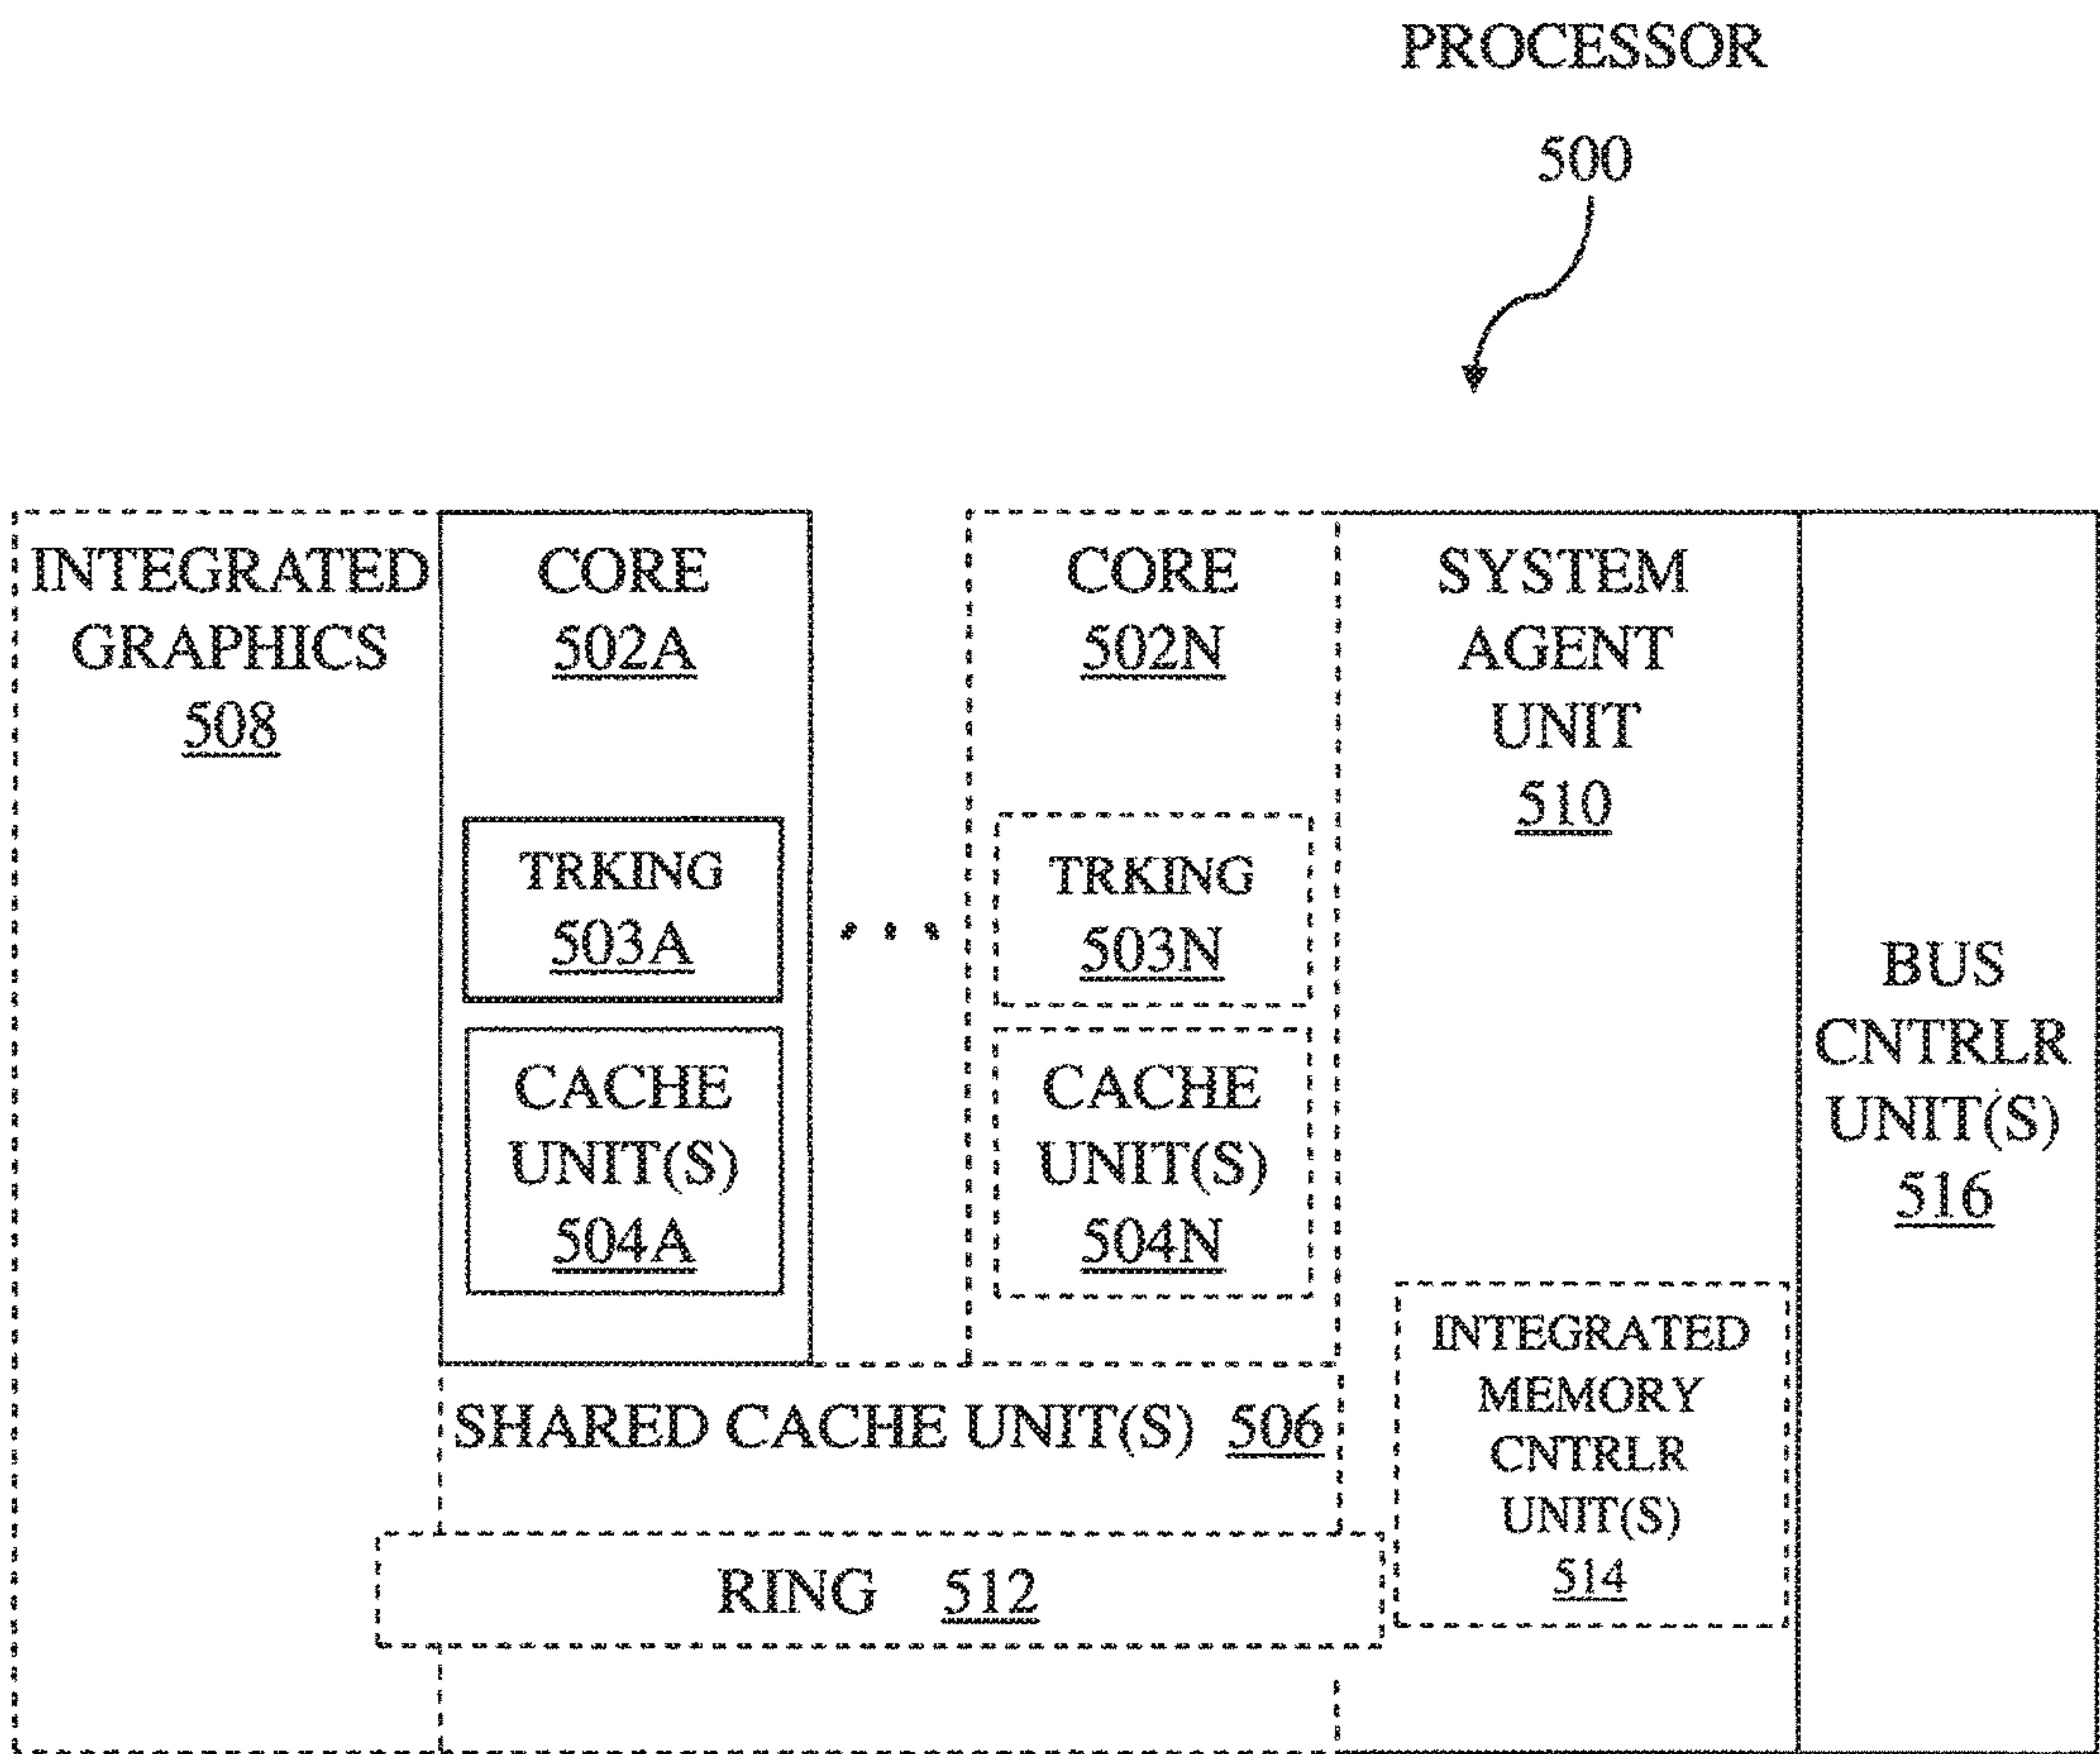 PROCESSOR
500
INTEGRATED
GRAPHICS
508
CORE
502A
TRKING
503A
CACHE
UNIT(S)
504A
CORE
502N
TRKING
503N
CACHE
UNIT(S)
504N
SYSTEM
AGENT
UNIT
510
BUS
CNTRLR
UNIT(S)
516
INTEGRATED
MEMORY
CNTRLR
UNIT(S)
514
SHARED CACHE UNIT(S) 506
RING 512